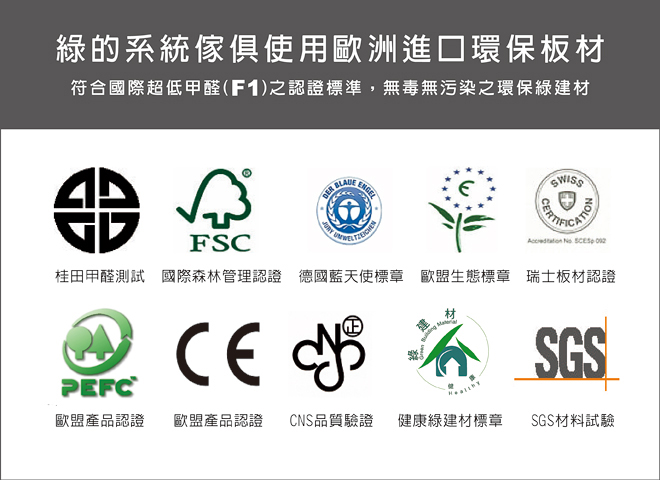 綠的系統傢俱使用歐洲進口環保板材
符合國際超低甲醛(F1)之認證標準，無毒無污染之環保綠建材
FSC ®
DER BLAUE ENGEL
JURY UMWELTZEICHEN
SWISS
CERTIFICATION
Accreditation No. SCESp 092
桂田甲醛測試 國際森林管理認證 德國藍天使標章 歐盟生態標章 瑞士板材認證
PEFC™
CE
CNS 正
綠建材
Green Building Material
健康
Healthy
SGS
歐盟產品認證 歐盟產品認證 CNS品質驗證 健康綠建材標章 SGS材料試驗